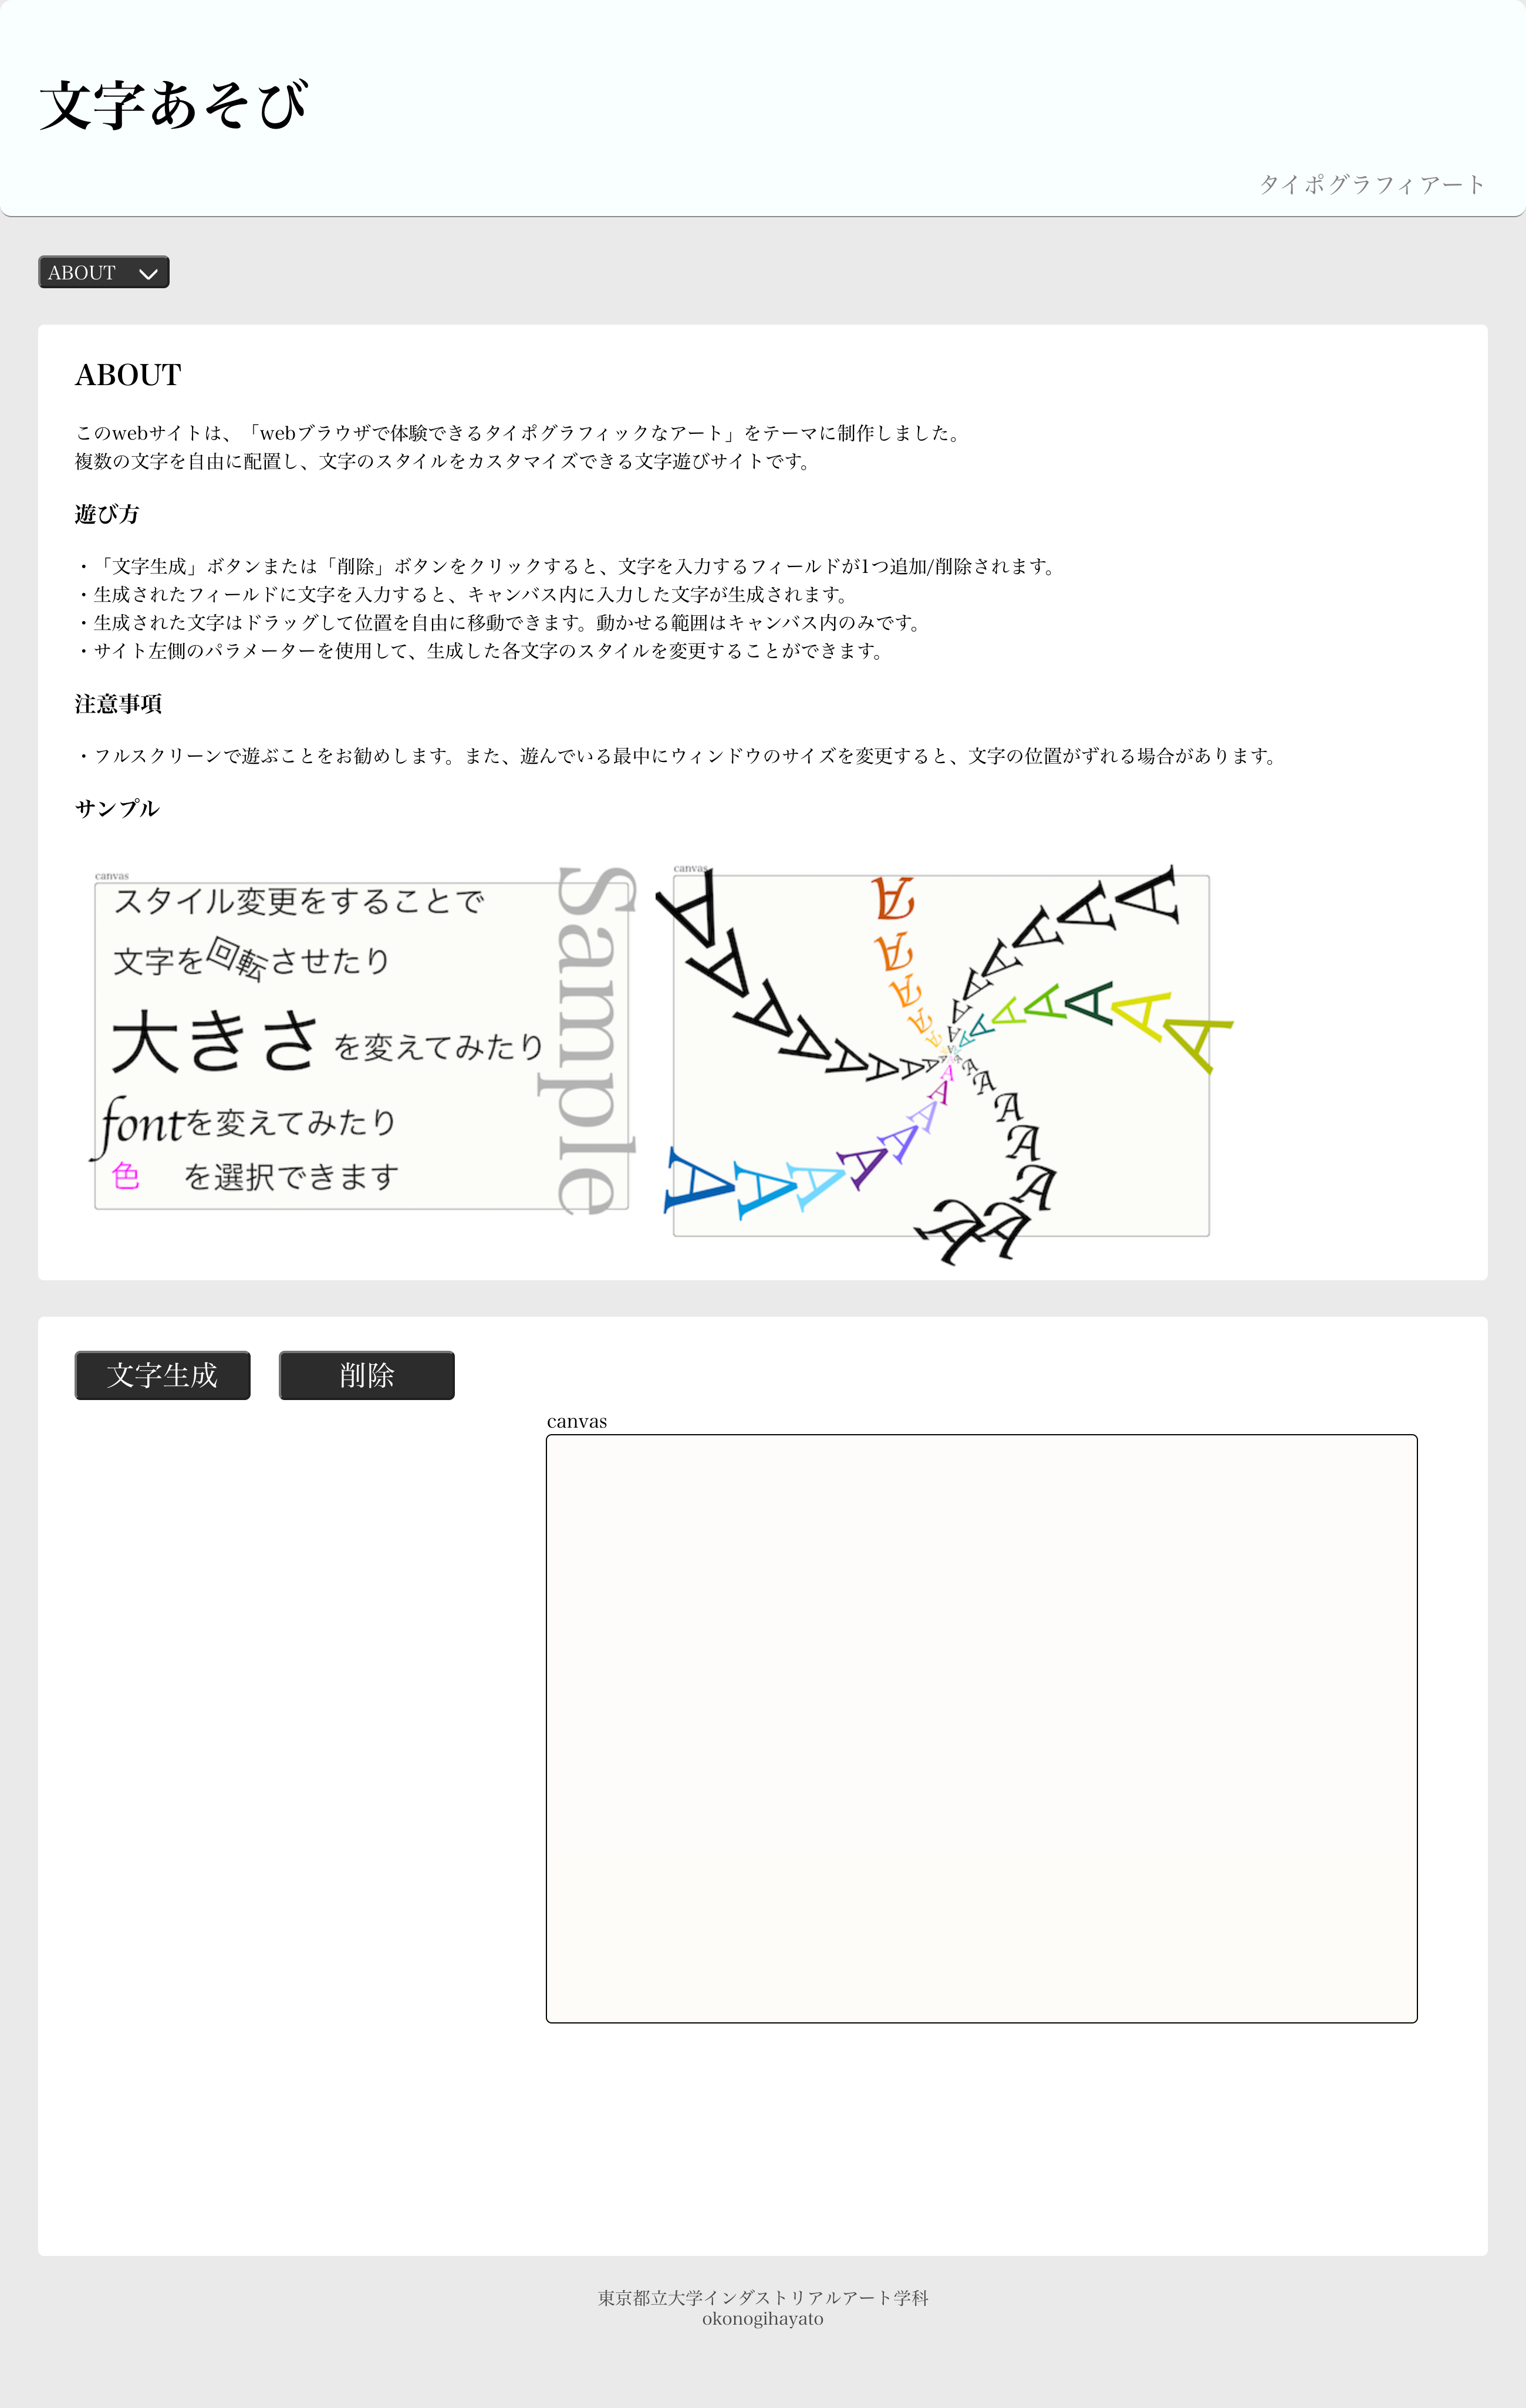 文字あそび
タイポグラフィアート
ABOUT
ABOUT
このwebサイトは、「webブラウザで体験できるタイポグラフィックなアート」をテーマに制作しました。
複数の文字を自由に配置し、文字のスタイルをカスタマイズできる文字遊びサイトです。
遊び方
・「文字生成」ボタンまたは「削除」ボタンをクリックすると、文字を入力するフィールドが1つ追加/削除されます。
・生成されたフィールドに文字を入力すると、キャンバス内に入力した文字が生成されます。
・生成された文字はドラッグして位置を自由に移動できます。動かせる範囲はキャンバス内のみです。
・サイト左側のパラメーターを使用して、生成した各文字のスタイルを変更することができます。
注意事項
・フルスクリーンで遊ぶことをお勧めします。また、遊んでいる最中にウィンドウのサイズを変更すると、文字の位置がずれる場合があります。
サンプル
canvas
スタイル変更をすることで
文字を回転させたり
大きさ を変えてみたり
fontを変えてみたり
色 を選択できます
Sample
canvas
A A A A A A A A
A A A A A
A A A A A A
A A A A A A
A A A A A A A
A A A A A A A A
文字生成
削除
canvas
東京都立大学インダストリアルアート学科
okonogihayato